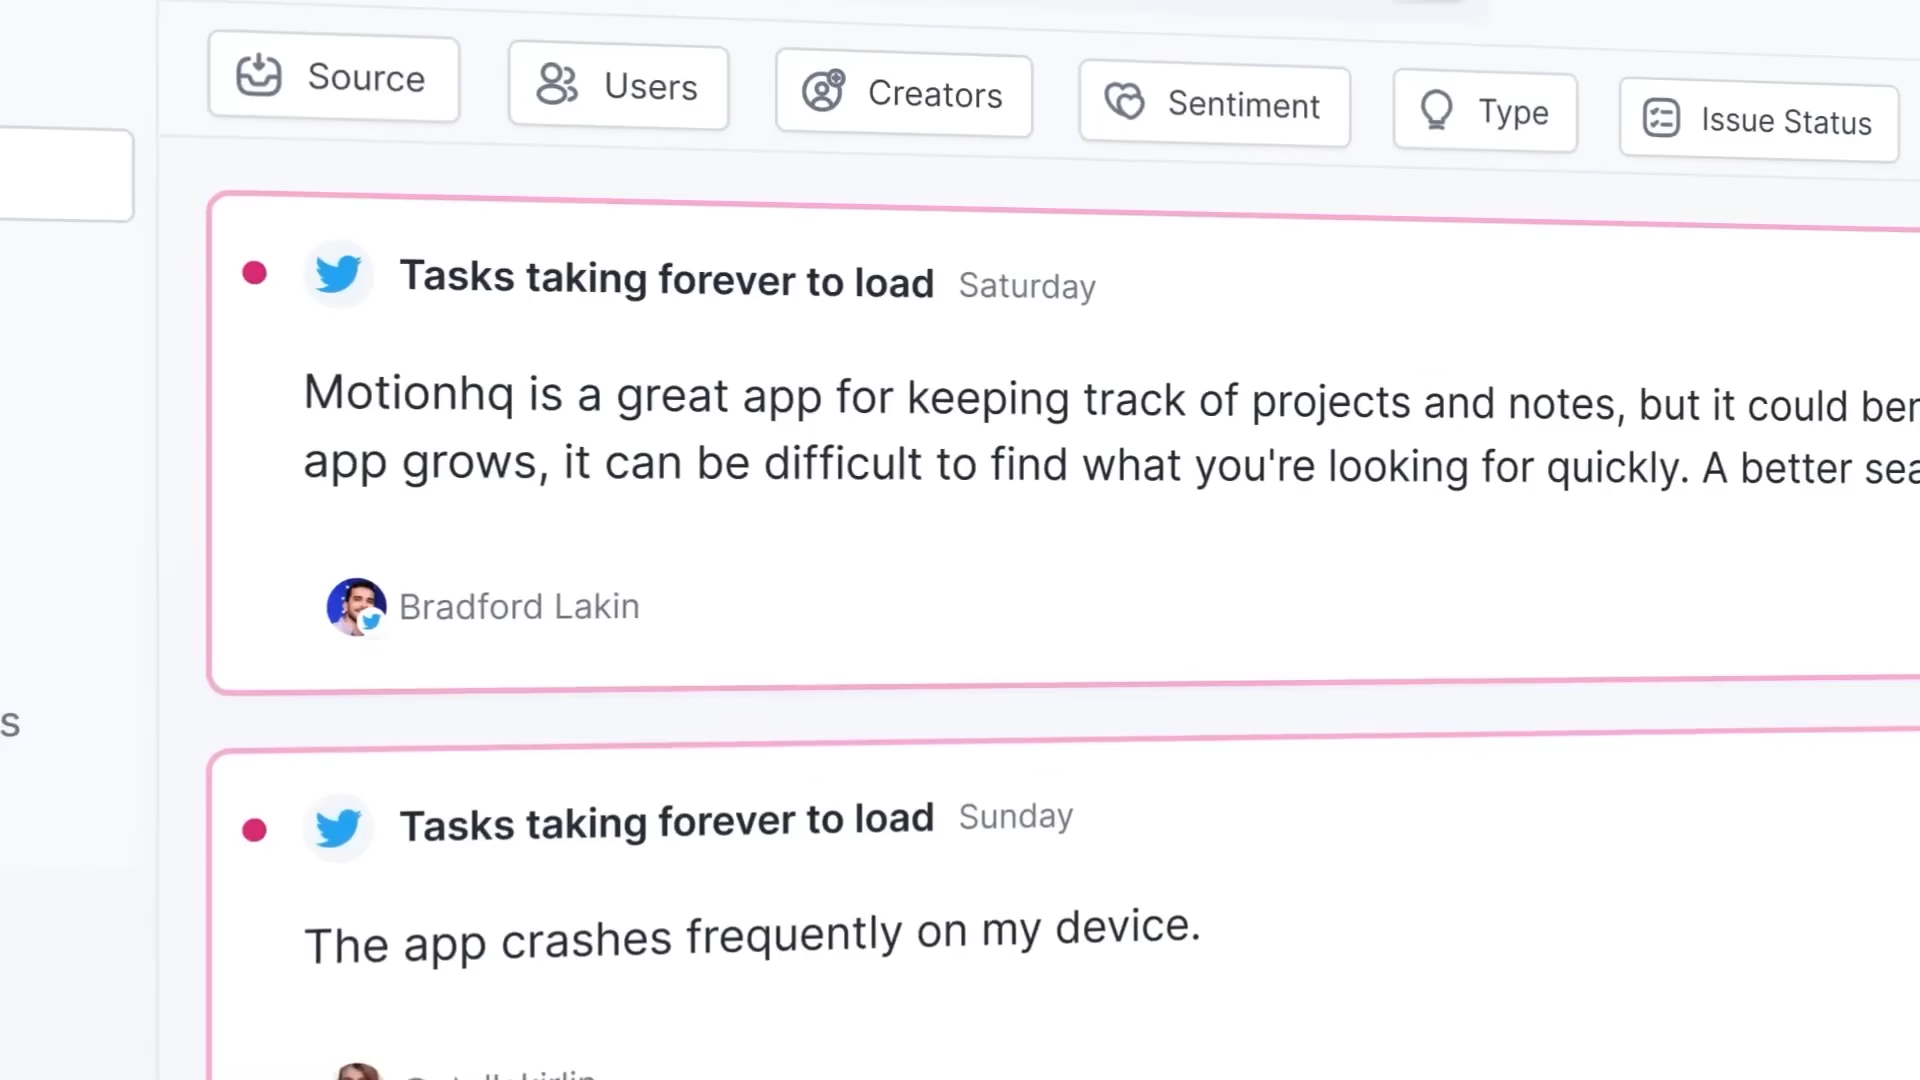 Source Users Creators Sentiment Type Issue Status
Tasks taking forever to load Saturday
Motionhq is a great app for keeping track of projects and notes, but it could
app grows, it can be difficult to find what you're looking for quickly. A better
Bradford Lakin
s
Tasks taking forever to load Sunday
The app crashes frequently on my device.